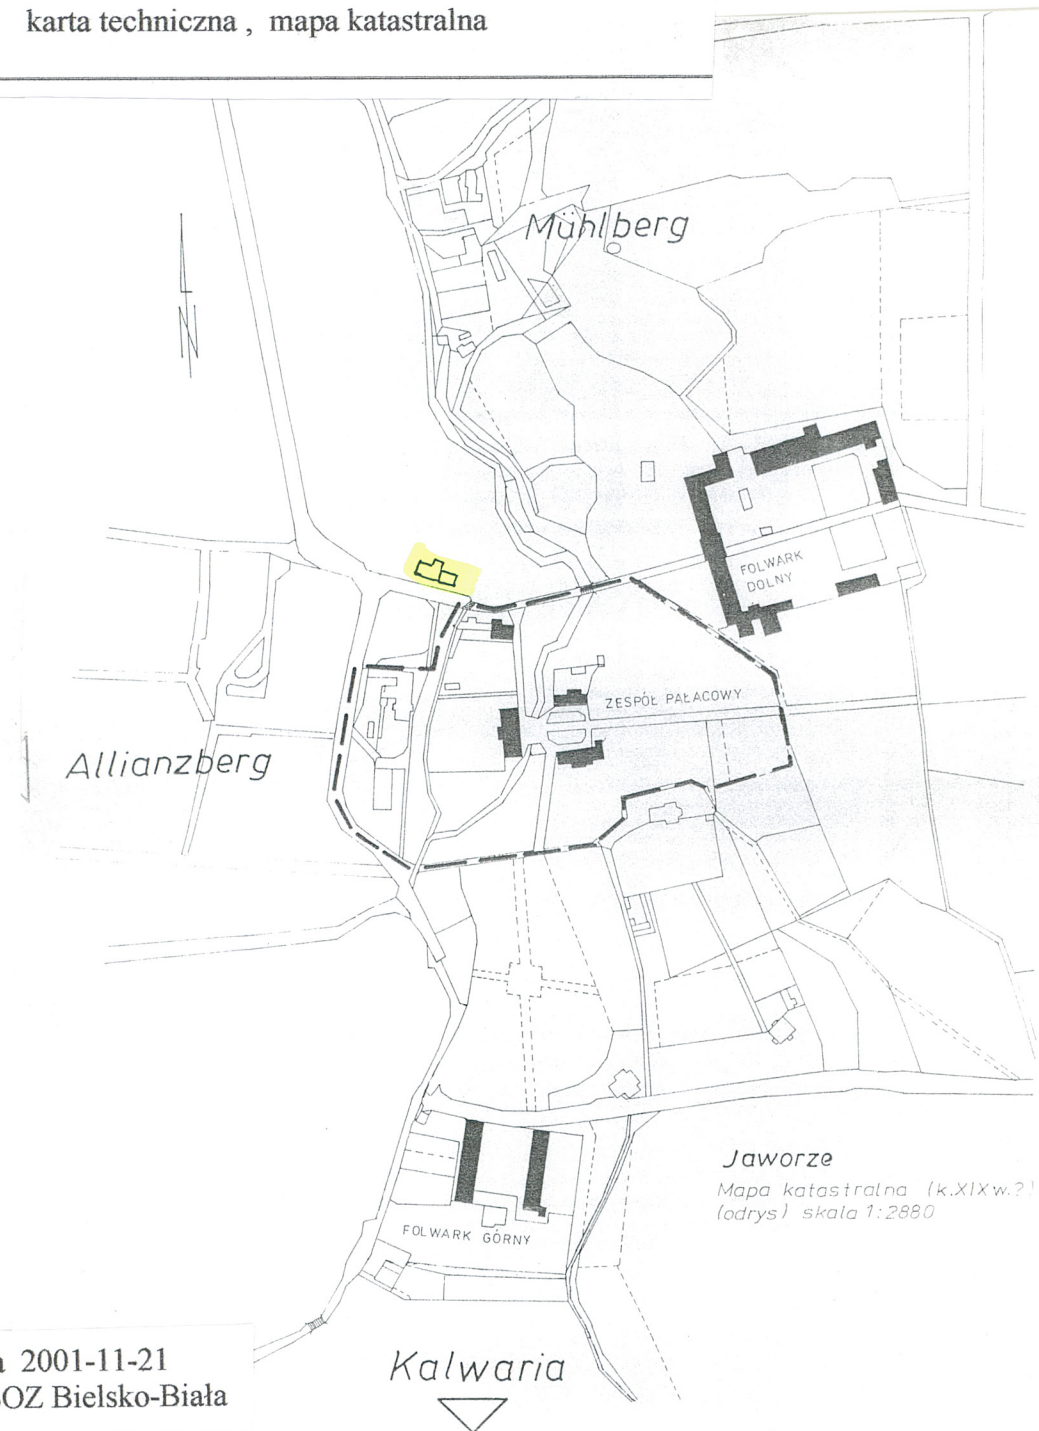 karta techniczna , mapa katastralna
Mühlberg
N
FOLWARK
DOLNY
ZESPÓŁ PAŁACOWY
Allianzberg
Jaworze
Mapa katastralna (k.XIXw.?)
(odrys) skala 1:2880
FOLWARK GÓRNY
2001-11-21
OZ Bielsko-Biała
Kalwaria